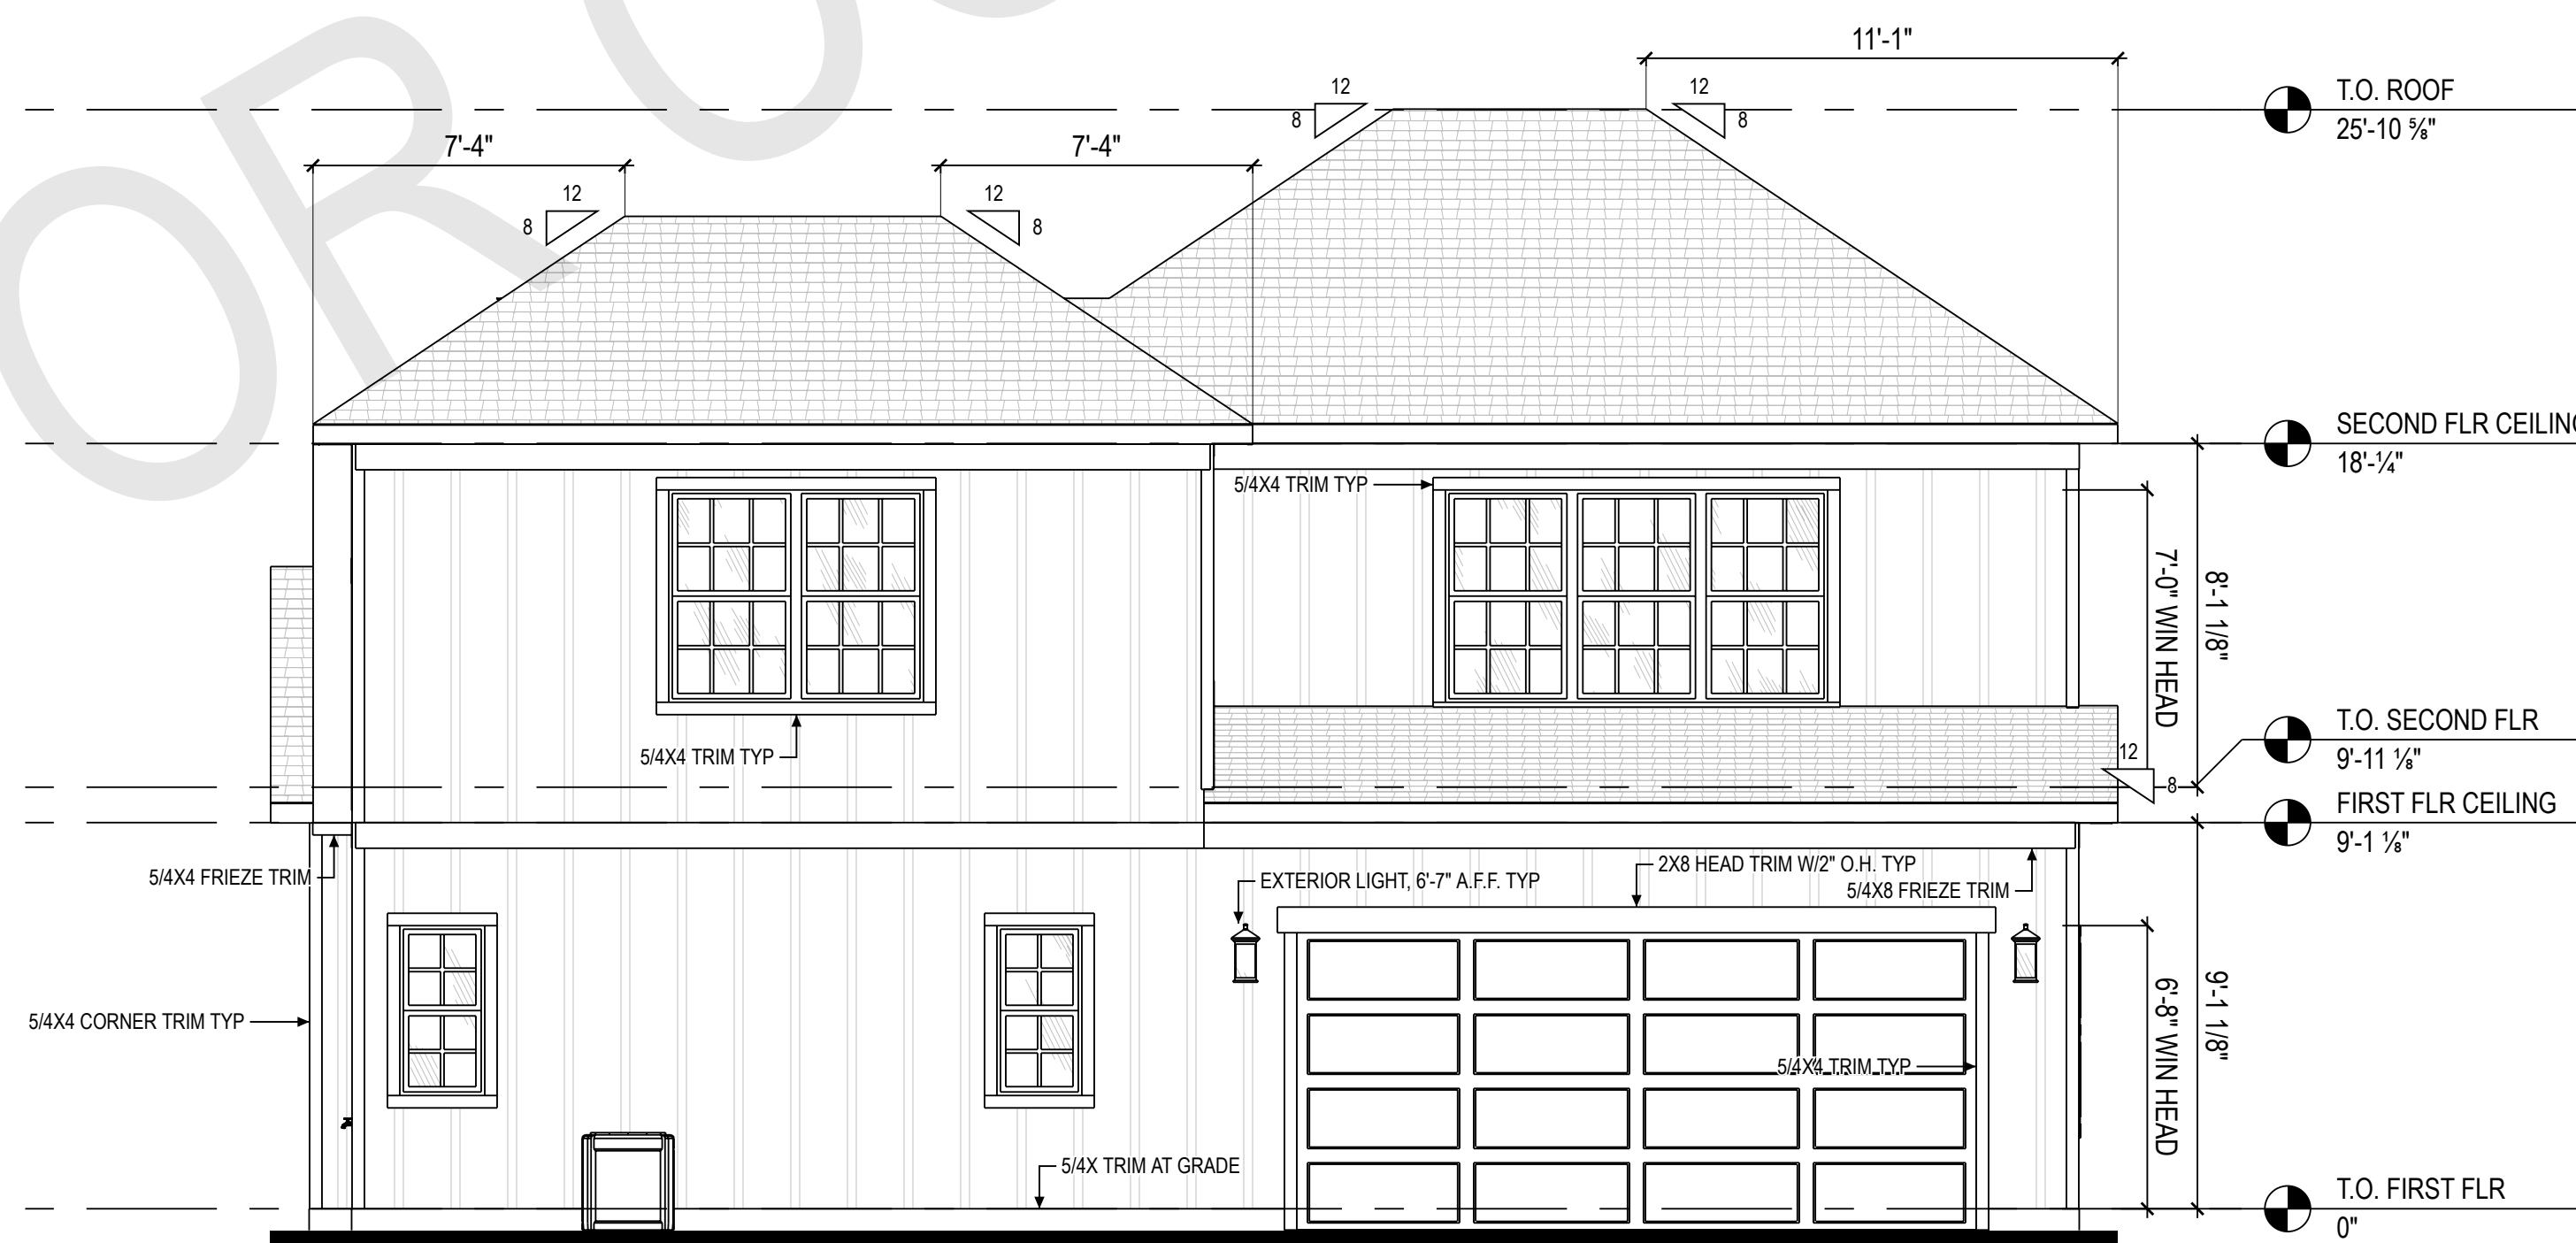 OR
11'-1"
12
8
12
8
T.O. ROOF
25'-10 ⅝"
7'-4"
7'-4"
12
8
12
8
SECOND FLR CEILING
18'-¼"
5/4X4 TRIM TYP
7'-0" WIN HEAD
8'-1 1/8"
5/4X4 TRIM TYP
T.O. SECOND FLR
9'-11 ⅛"
12
8
FIRST FLR CEILING
9'-1 ⅛"
5/4X4 FRIEZE TRIM
EXTERIOR LIGHT, 6'-7" A.F.F. TYP
2X8 HEAD TRIM W/2" O.H. TYP
5/4X8 FRIEZE TRIM
5/4X4 CORNER TRIM TYP
5/4X4 TRIM TYP
6'-8" WIN HEAD
9'-1 1/8"
5/4X TRIM AT GRADE
T.O. FIRST FLR
0"